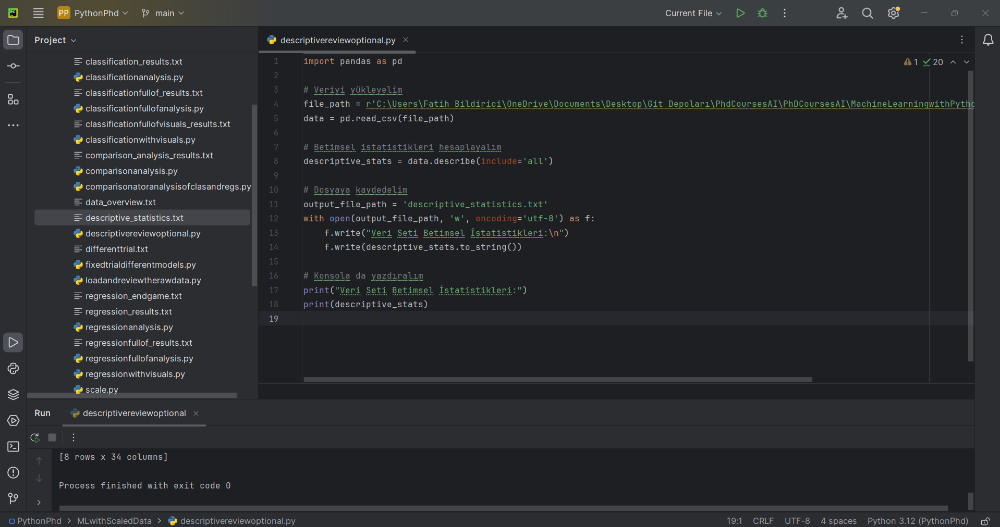 PC
PP PythonPhd main Current File
Project
classification_results.txt
classificationanalysis.py
classificationfullof_results.txt
classificationfullofanalysis.py
classificationfullofvisuals_results.txt
classificationwithvisuals.py
comparison_analysis_results.txt
comparisonanalysis.py
comparisonatoranalysisofclasandregs.py
data_overview.txt
descriptive_statistics.txt
descriptivereviewoptional.py
differenttrial.txt
fixedtrialdifferentmodels.py
loadandreviewtherawdata.py
regression_endgame.txt
regression_results.txt
regressionanalysis.py
regressionfullof_results.txt
regressionfullofanalysis.py
regressionwithvisuals.py
scale.py
descriptivereviewoptional.py
1 20
1 import pandas as pd
2
3 # Veriyi yükleyelim
4 file_path = r'C:\Users\Fatih Bildirici\OneDrive\Documents\Desktop\Git Depoları\PhdCoursesAI\PhDCoursesAI\MachineLearningwithPytho
5 data = pd.read_csv(file_path)
6
7 # Betimsel istatistikleri hesaplayalım
8 descriptive_stats = data.describe(include='all')
9
10 # Dosyaya kaydedelim
11 output_file_path = 'descriptive_statistics.txt'
12 with open(output_file_path, 'w', encoding='utf-8') as f:
13 f.write("Veri Seti Betimsel İstatistikleri:\n")
14 f.write(descriptive_stats.to_string())
15
16 # Konsola da yazdıralım
17 print("Veri Seti Betimsel İstatistikleri:")
18 print(descriptive_stats)
19
Run descriptivereviewoptional
[8 rows x 34 columns]
Process finished with exit code 0
PythonPhd > MLwithScaledData > descriptivereviewoptional.py 19:1 CRLF UTF-8 4 spaces Python 3.12 (PythonPhd)